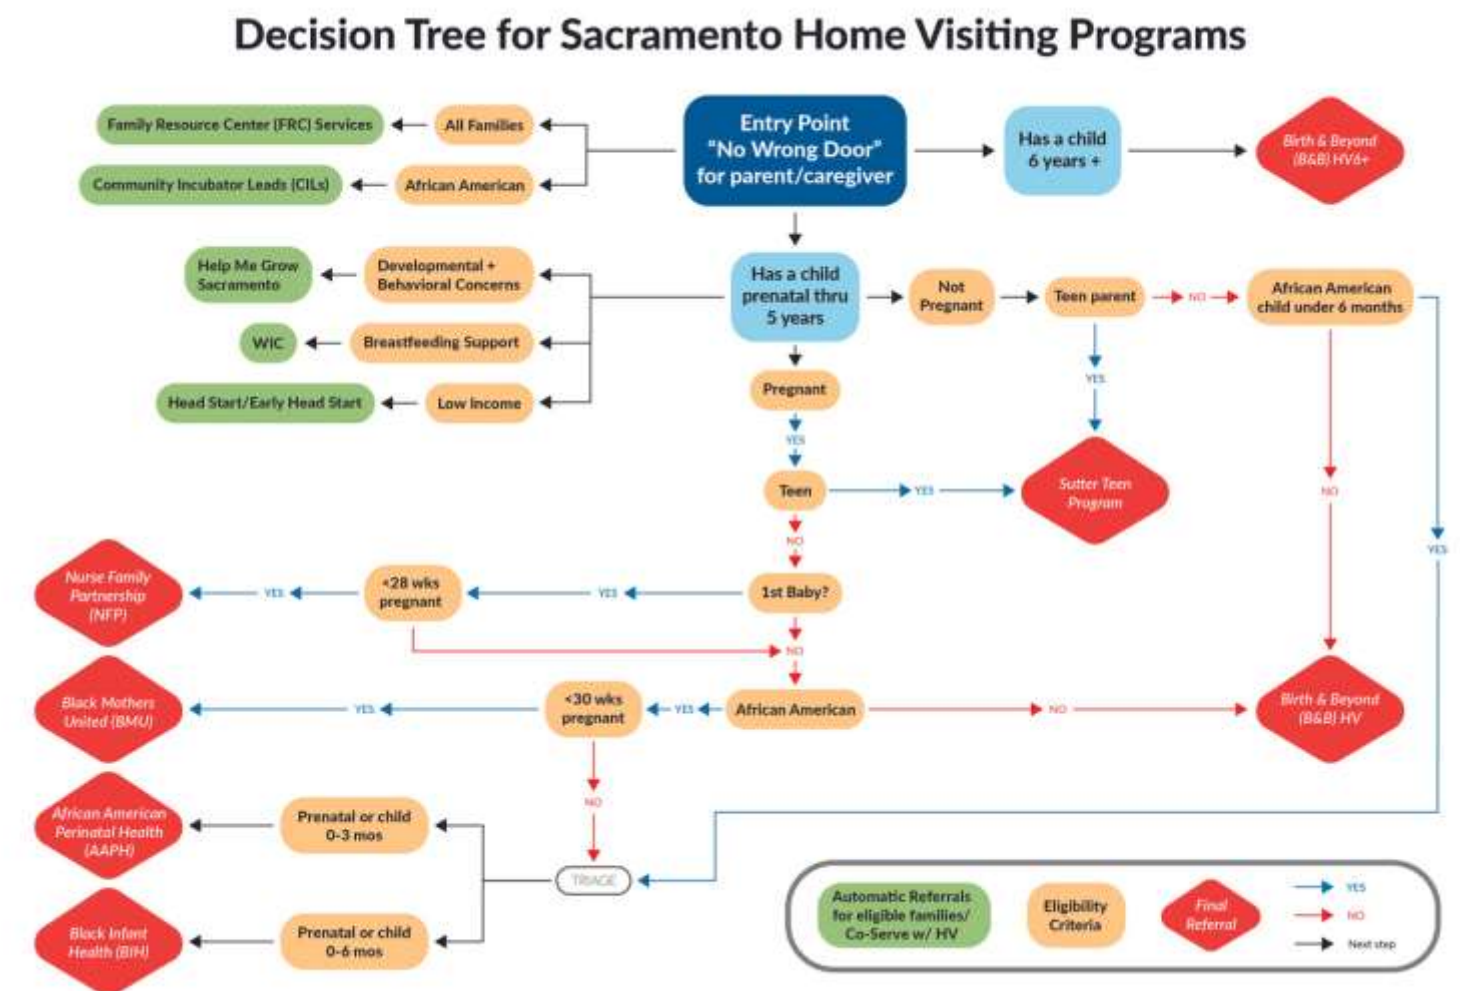 Decision Tree for Sacramento Home Visiting Programs
Family Resource Center (FRC) Services
All Families
Entry Point
“No Wrong Door”
for parent/caregiver
Has a child
6 years +
Birth & Beyond
(B&B) HV6+
Community Incubator Leads (CILs)
African American
Help Me Grow
Sacramento
Developmental +
Behavioral Concerns
Has a child
prenatal thru
5 years
Not
Pregnant
Teen parent
NO
African American
child under 6 months
WIC
Breastfeeding Support
YES
Pregnant
Head Start/Early Head Start
Low Income
YES
Teen
YES
Sutter Teen
Program
NO
NO
YES
Nurse Family
Partnership
(NFP)
YES
<28 wks
pregnant
YES
1st Baby?
NO
Black Mothers
United (BMU)
YES
<30 wks
pregnant
YES
African American
NO
Birth & Beyond
(B&B) HV
NO
African American
Perinatal Health
(AAPH)
Prenatal or child
0-3 mos
TRIAGE
Black Infant
Health (BIH)
Prenatal or child
0-6 mos
Automatic Referrals
for eligible families/
Co-Serve w/ HV
Eligibility
Criteria
Final
Referral
YES
NO
Next step